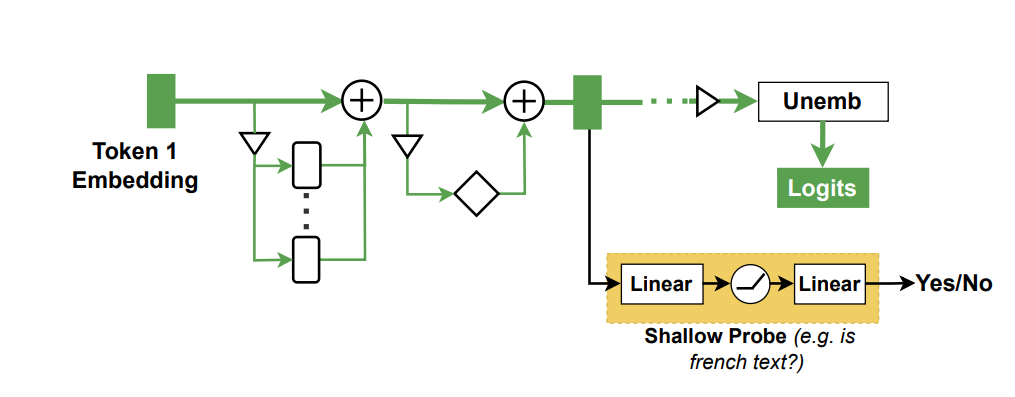 Token 1
Embedding
Unemb
Logits
Linear
Linear
Yes/No
Shallow Probe (e.g. is
french text?)